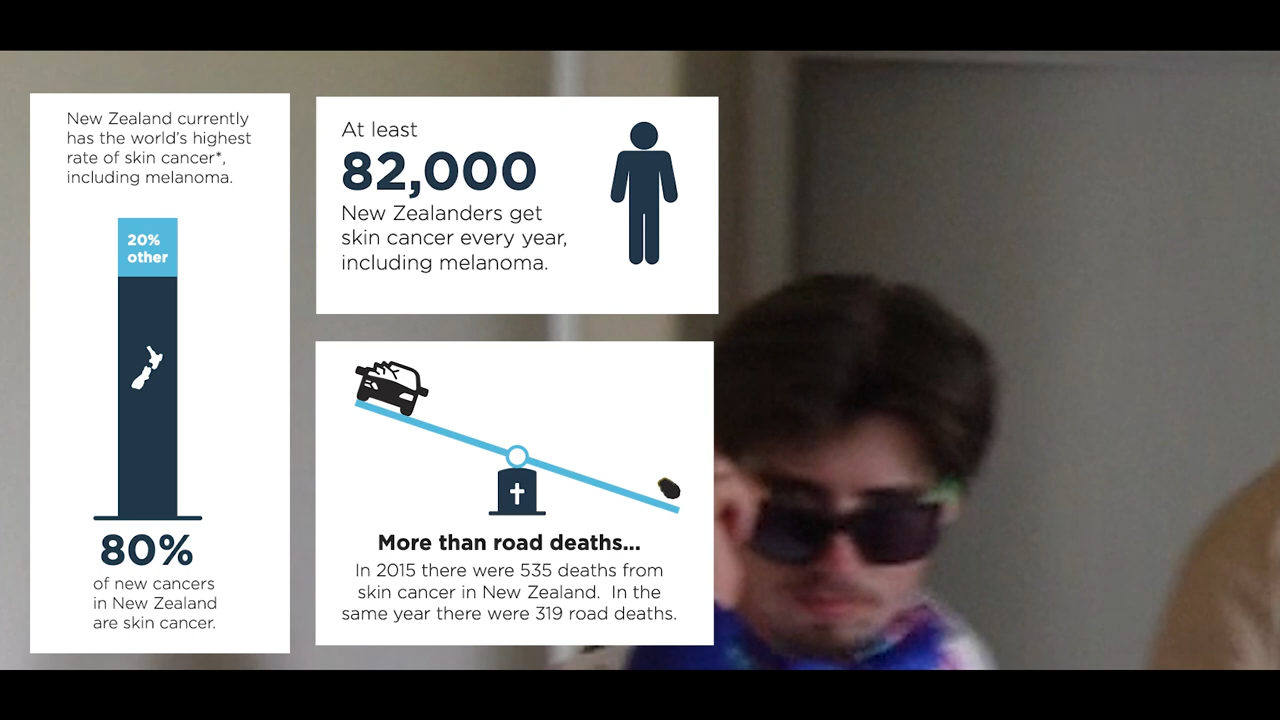 New Zealand currently
has the world's highest
rate of skin cancer*,
including melanoma.
20%
other
80%
of new cancers
in New Zealand
are skin cancer.
At least
82,000
New Zealanders get
skin cancer every year,
including melanoma.
More than road deaths...
In 2015 there were 535 deaths from
skin cancer in New Zealand. In the
same year there were 319 road deaths.